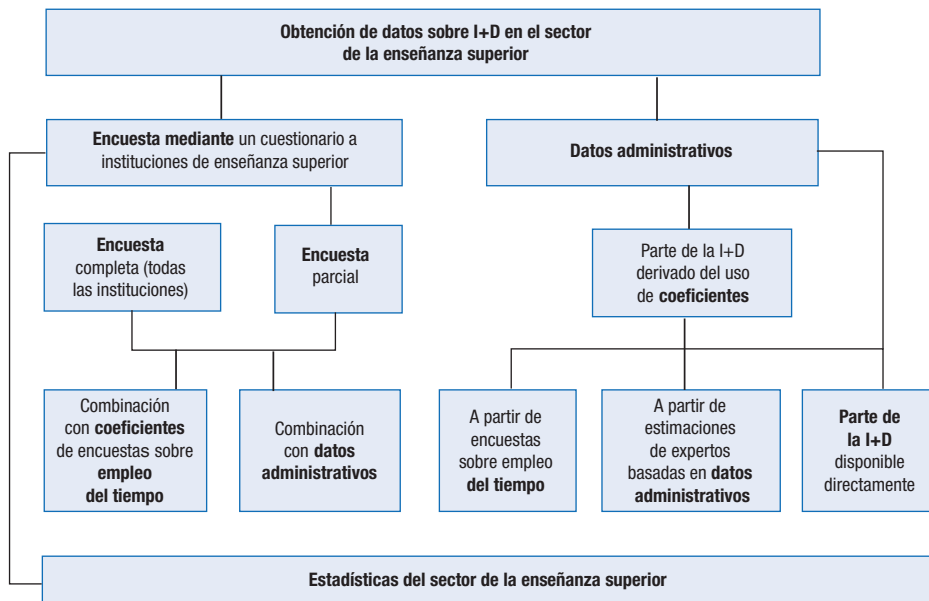 Obtención de datos sobre I+D en el sector
de la enseñanza superior
Encuesta mediante un cuestionario a
instituciones de enseñanza superior
Datos administrativos
Encuesta
completa (todas
las instituciones)
Encuesta
parcial
Parte de la I+D
derivado del uso
de coeficientes
Combinación
con coeficientes
de encuestas sobre
empleo
del tiempo
Combinación
con datos
administrativos
A partir de
encuestas
sobre empleo
del tiempo
A partir de
estimaciones
de expertos
basadas en datos
administrativos
Parte de
la I+D
disponible
directamente
Estadísticas del sector de la enseñanza superior